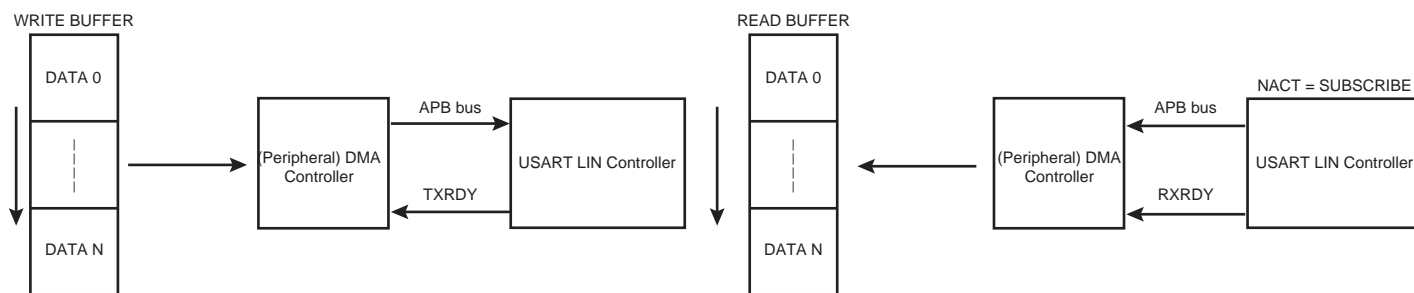 WRITE BUFFER
DATA 0
DATA N
(Peripheral) DMA
Controller
APB bus
TXRDY
USART LIN Controller
READ BUFFER
DATA 0
DATA N
(Peripheral) DMA
Controller
APB bus
RXRDY
NACT = SUBSCRIBE
USART LIN Controller